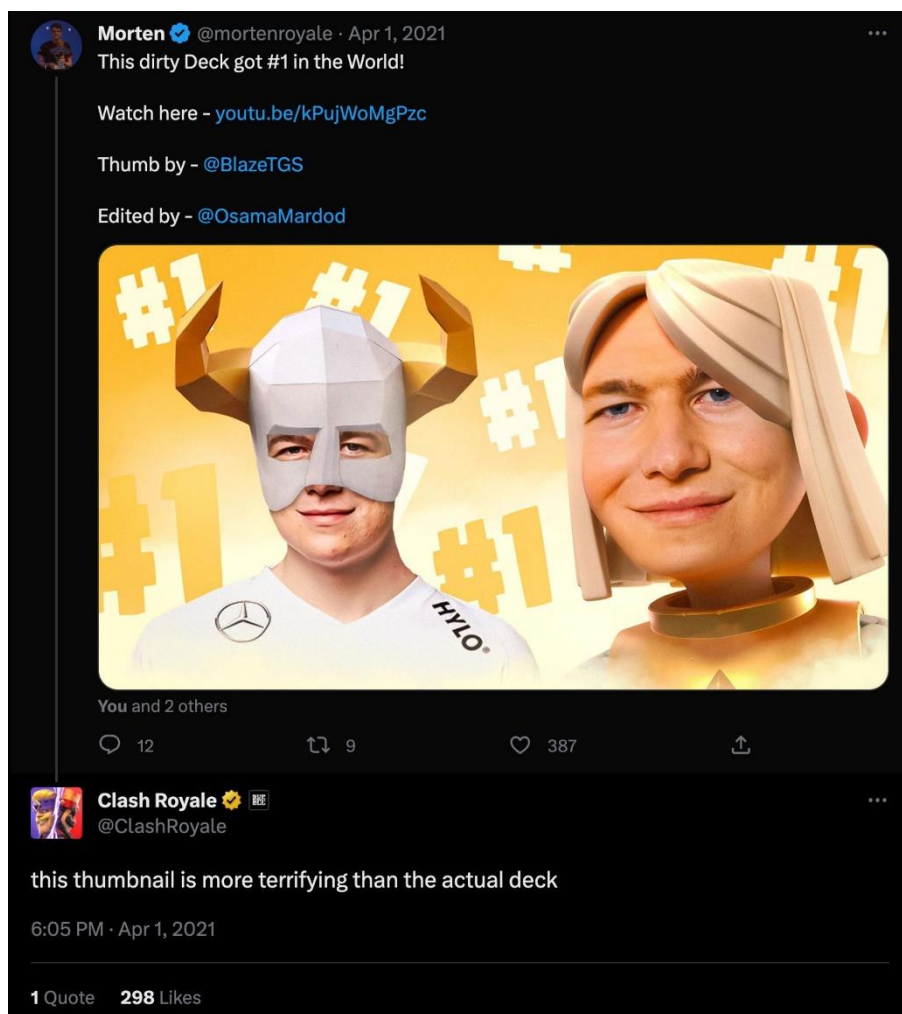 Morten @mortenroyale · Apr 1, 2021
This dirty Deck got #1 in the World!
Watch here - youtu.be/kPujWoMgPzc
Thumb by - @BlazeTGS
Edited by - @OsamaMardod
#1
#1
#1
#1
#1
#1
HYLO
You and 2 others
12 9 387
Clash Royale
@ClashRoyale
this thumbnail is more terrifying than the actual deck
6:05 PM · Apr 1, 2021
1 Quote 298 Likes